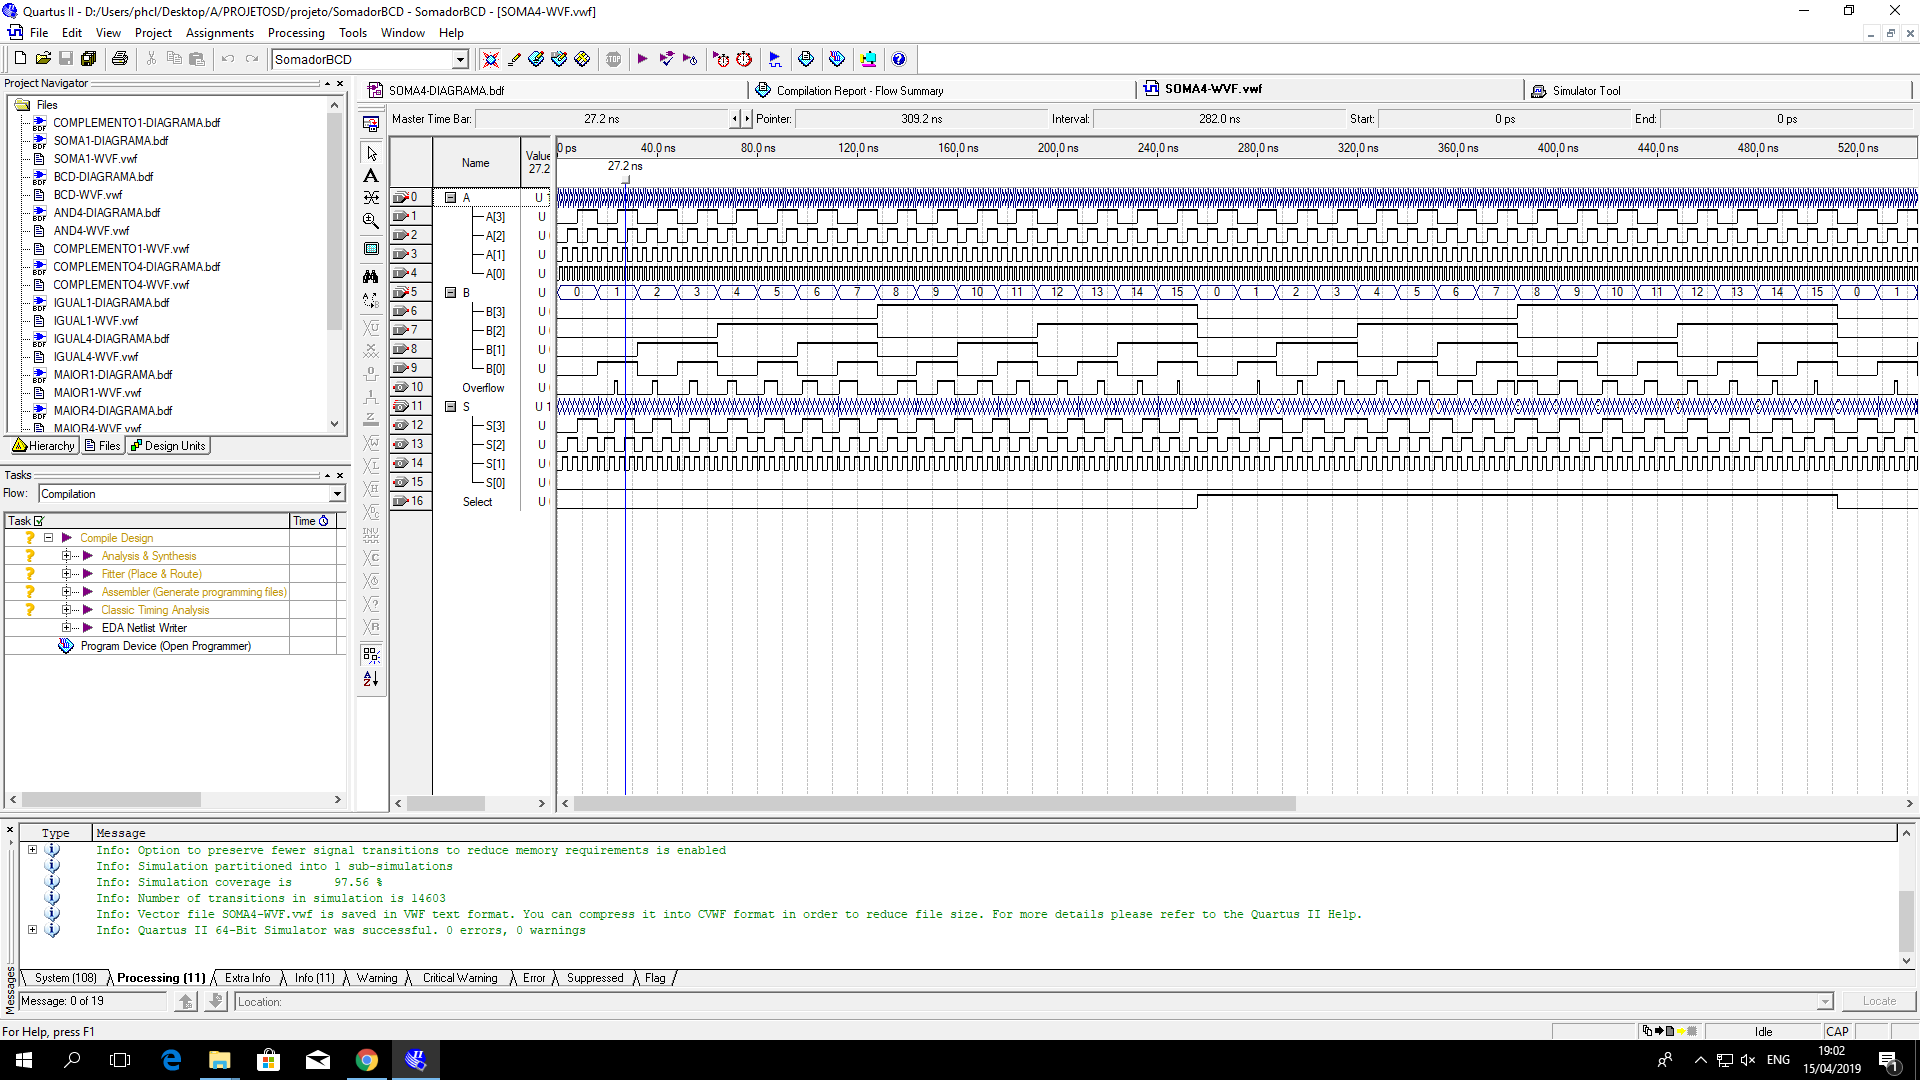 Quartus II - D:/Users/phcl/Desktop/A/PROJETOSD/projeto/SomadorBCD - SomadorBCD - [SOMA4-WVF.vwf]
File Edit View Project Assignments Processing Tools Window Help
SomadorBCD
Project Navigator
Files
COMPLEMENTO1-DIAGRAMA.bdf
SOMA1-DIAGRAMA.bdf
SOMA1-WVF.vwf
BCD-DIAGRAMA.bdf
BCD-WVF.vwf
AND4-DIAGRAMA.bdf
AND4-WVF.vwf
COMPLEMENTO1-WVF.vwf
COMPLEMENTO4-DIAGRAMA.bdf
COMPLEMENTO4-WVF.vwf
IGUAL1-DIAGRAMA.bdf
IGUAL1-WVF.vwf
IGUAL4-DIAGRAMA.bdf
IGUAL4-WVF.vwf
MAIOR1-DIAGRAMA.bdf
MAIOR1-WVF.vwf
MAIOR4-DIAGRAMA.bdf
MAIOR4-WVF.vwf
Hierarchy Files Design Units
Tasks
Flow: Compilation
Task Time
Compile Design
Analysis & Synthesis
Fitter (Place & Route)
Assembler (Generate programming files)
Classic Timing Analysis
EDA Netlist Writer
Program Device (Open Programmer)
SOMA4-DIAGRAMA.bdf Compilation Report - Flow Summary SOMA4-WVF.vwf Simulator Tool
Master Time Bar: 27.2 ns Pointer: 309.2 ns Interval: 282.0 ns Start: 0 ps End: 0 ps
Name Value 27.2
0 ps 40.0 ns 80.0 ns 120.0 ns 160.0 ns 200.0 ns 240.0 ns 280.0 ns 320.0 ns 360.0 ns 400.0 ns 440.0 ns 480.0 ns 520.0 ns
27.2 ns
0 A U 1
1 A[3] U
2 A[2] U
3 A[1] U
4 A[0] U
5 B U 0 1 2 3 4 5 6 7 8 9 10 11 12 13 14 15 0 1 2 3 4 5 6 7 8 9 10 11 12 13 14 15 0 1
6 B[3] U
7 B[2] U
8 B[1] U
9 B[0] U
10 Overflow U
11 S U 1
12 S[3] U
13 S[2] U
14 S[1] U
15 S[0] U
16 Select U
Type Message
Info: Option to preserve fewer signal transitions to reduce memory requirements is enabled
Info: Simulation partitioned into 1 sub-simulations
Info: Simulation coverage is 97.56 %
Info: Number of transitions in simulation is 14603
Info: Vector file SOMA4-WVF.vwf is saved in VWF text format. You can compress it into CVWF format in order to reduce file size. For more details please refer to the Quartus II Help.
Info: Quartus II 64-Bit Simulator was successful. 0 errors, 0 warnings
System (108) Processing (11) Extra Info Info (11) Warning Critical Warning Error Suppressed Flag
Messages
Message: 0 of 19 Location: Locate
For Help, press F1 Idle CAP
ENG 19:02
15/04/2019
1